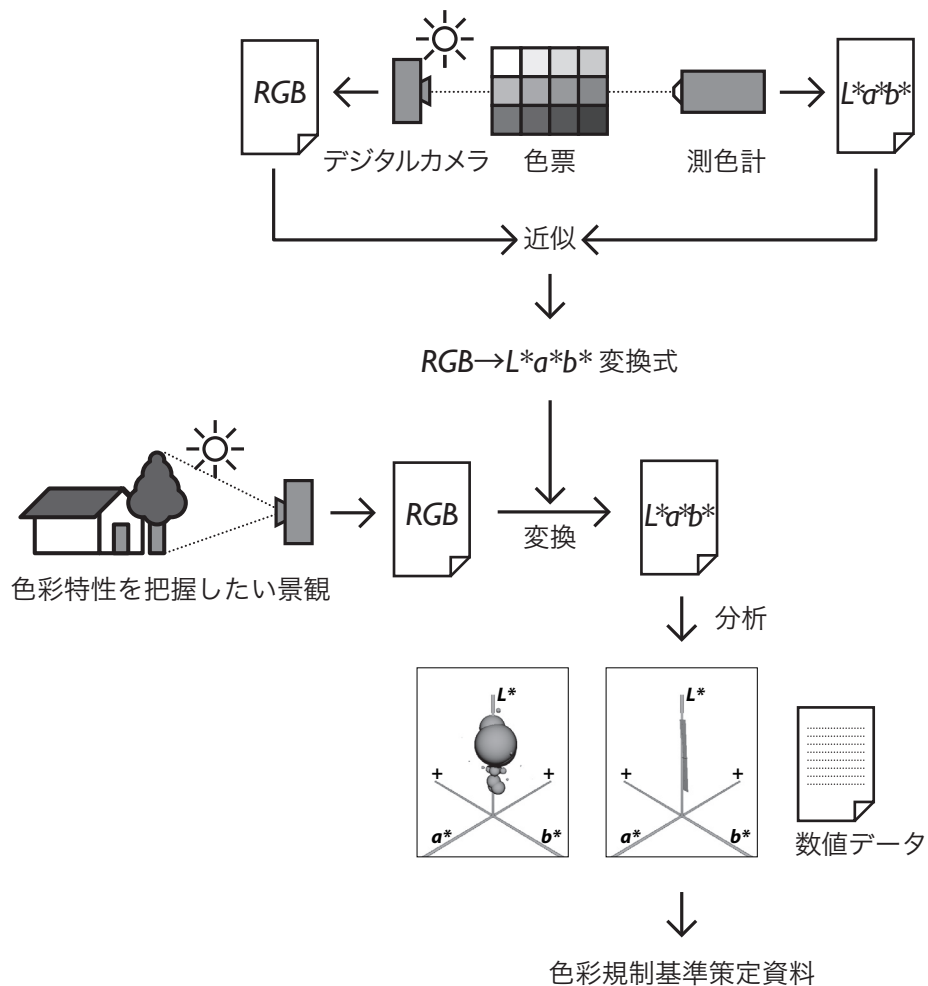 RGB
L*a*b*
デジタルカメラ
色票
測色計
近似
RGB→L*a*b* 変換式
RGB
変換
L*a*b*
色彩特性を把握したい景観
分析
L*
+
+
a*
b*
L*
+
+
a*
b*
数値データ
色彩規制基準策定資料